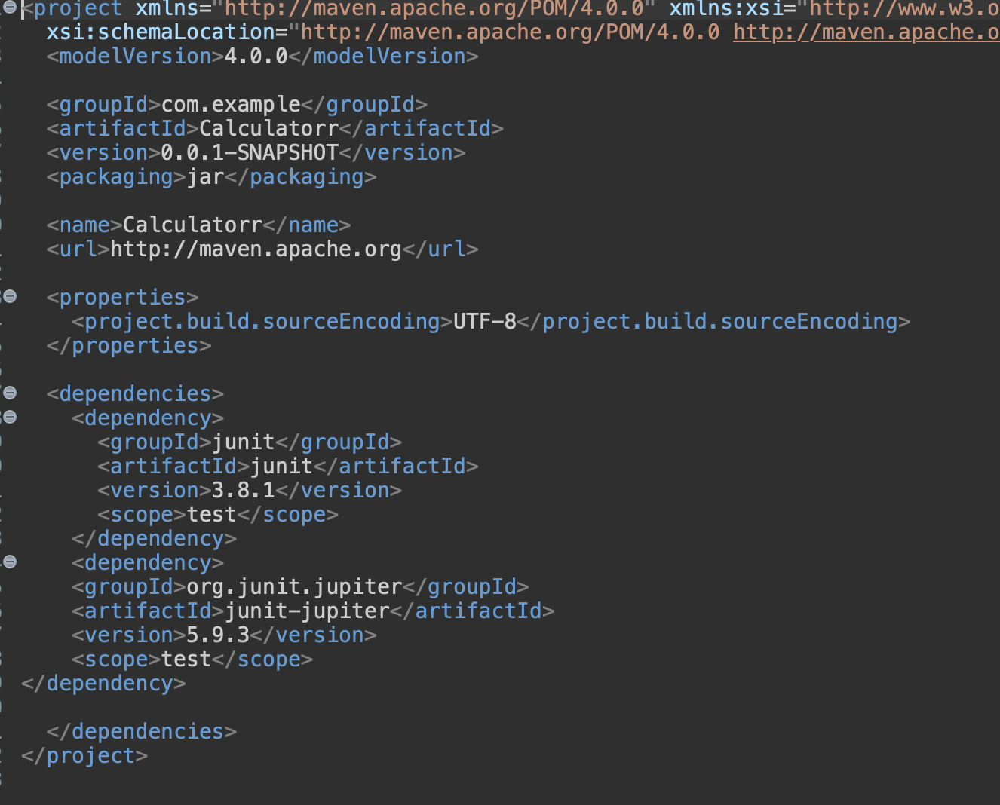 <project xmlns="http://maven.apache.org/POM/4.0.0" xmlns:xsi="http://www.w3.o
xsi:schemaLocation="http://maven.apache.org/POM/4.0.0 http://maven.apache.o
<modelVersion>4.0.0</modelVersion>
<groupId>com.example</groupId>
<artifactId>Calculatorr</artifactId>
<version>0.0.1-SNAPSHOT</version>
<packaging>jar</packaging>
<name>Calculatorr</name>
<url>http://maven.apache.org</url>
<properties>
<project.build.sourceEncoding>UTF-8</project.build.sourceEncoding>
</properties>
<dependencies>
<dependency>
<groupId>junit</groupId>
<artifactId>junit</artifactId>
<version>3.8.1</version>
<scope>test</scope>
</dependency>
<dependency>
<groupId>org.junit.jupiter</groupId>
<artifactId>junit-jupiter</artifactId>
<version>5.9.3</version>
<scope>test</scope>
</dependency>
</dependencies>
</project>